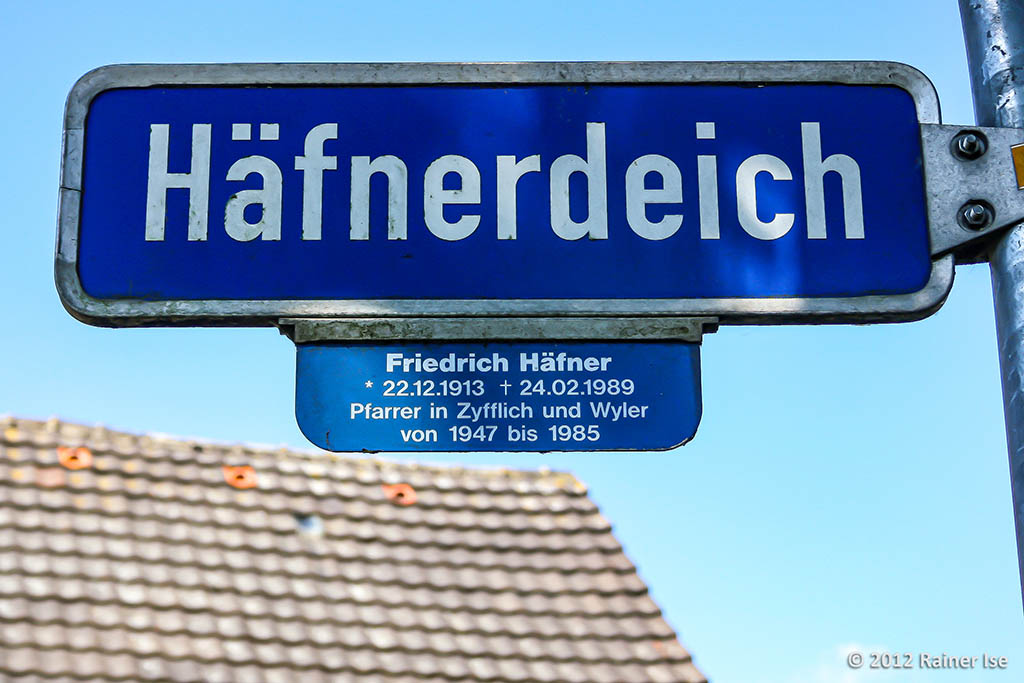 Häfnerdeich
Friedrich Häfner
* 22.12.1913 † 24.02.1989
Pfarrer in Zyfflich und Wyler
von 1947 bis 1985
© 2012 Rainer Ise